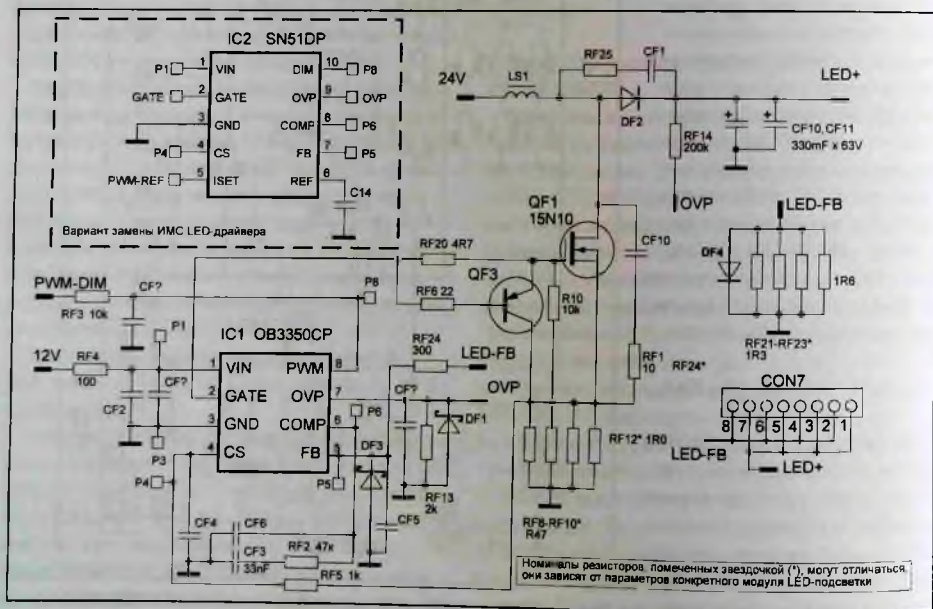 IC2 SN51DP
P1 1 VIN DIM 10 P8
GATE 2 GATE OVP 9 OVP
3 GND COMP 8 P6
P4 4 CS FB 7 P5
PWM-REF 5 ISET REF 6
C14
Вариант замены ИМС LED-драйвера
24V
LS1
RF25
CF1
DF2
LED+
RF14
200k
CF10, CF11
330mF x 63V
OVP
QF1
15N10
CF10
LED-FB
DF4
1R6
RF21-RF23*
1R3
RF24*
RF20 4R7
QF3
RF6 22
R10
10k
RF1
10
PWM-DIM
RF3 10k
CF?
P1
P8
IC1 OB3350CP
12V
RF4
100
CF2
CF?
1 VIN PWM 8
2 GATE OVP 7
3 GND COMP 6
4 CS FB 5
P3
P4
P6
P5
RF24
300
LED-FB
OVP
CF?
DF1
DF3
RF13
2k
CF5
CF4
CF6
CF3
33nF
RF2 47к
RF5 1k
RF12* 1R0
RF8-RF10*
R47
CON7
8 7 6 5 4 3 2 1
LED-FB
LED+
Номиналы резисторов, помеченных звездочкой (*), могут отличаться,
они зависят от параметров конкретного модуля LED-подсветки